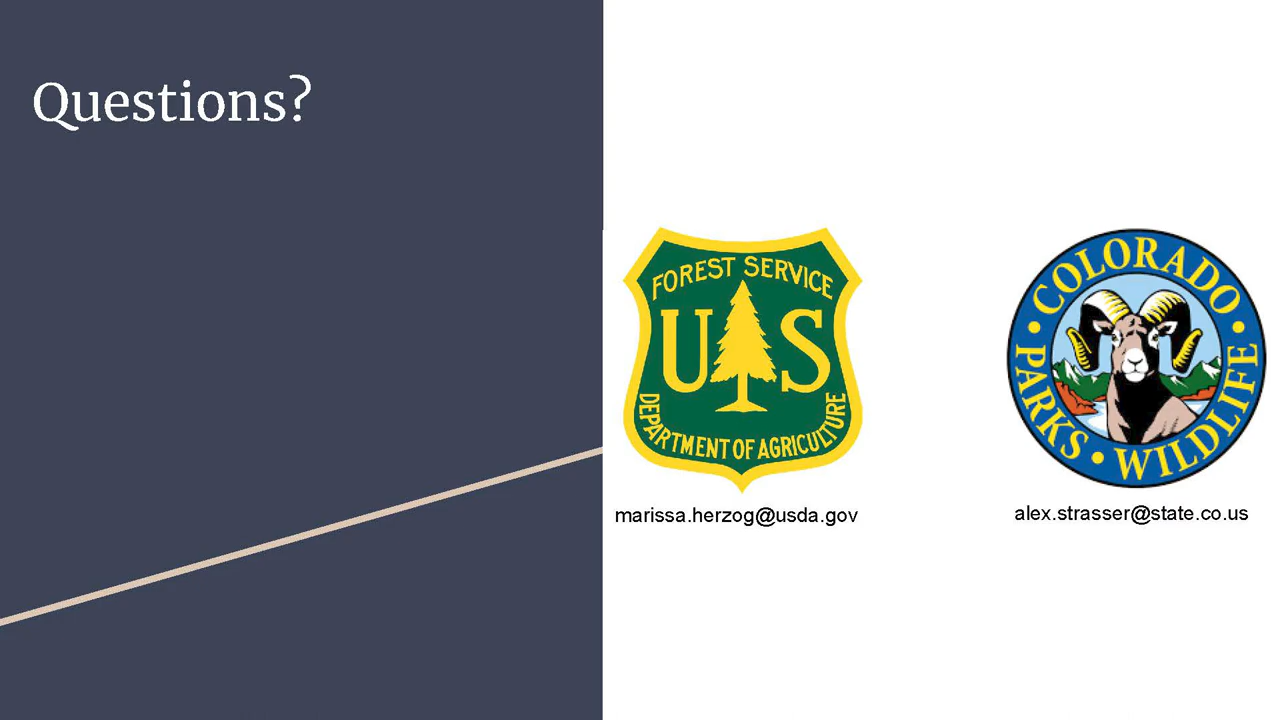 Questions?
FOREST SERVICE
U S
DEPARTMENT OF AGRICULTURE
marissa.herzog@usda.gov
COLORADO
PARKS • WILDLIFE
alex.strasser@state.co.us